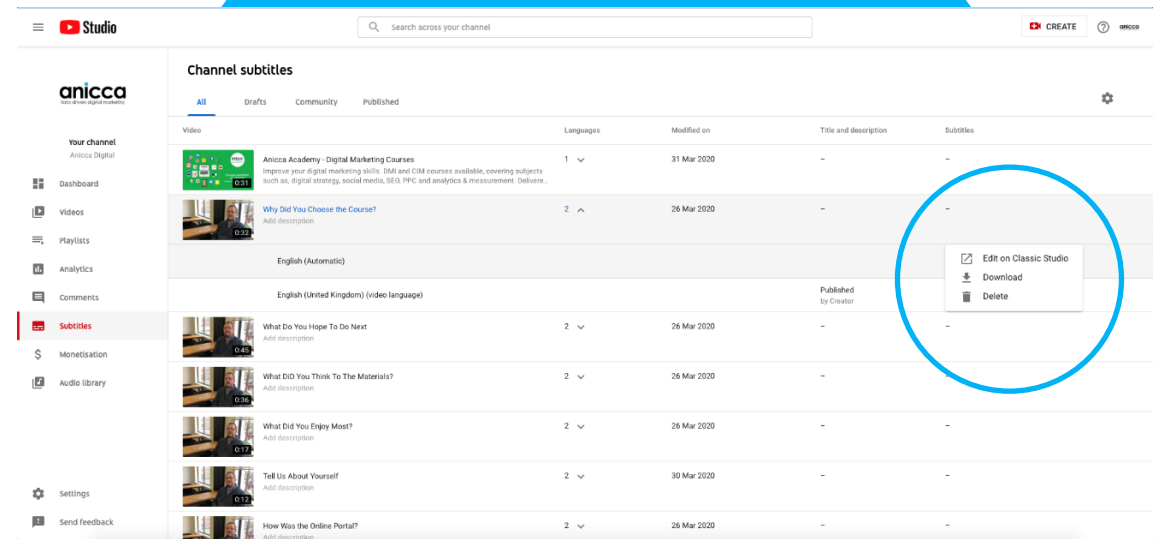 Studio
Search across your channel
CREATE
anicca
anicca
data driven digital marketing
Your channel
Anicca Digital
Dashboard
Videos
Playlists
Analytics
Comments
Subtitles
Monetisation
Audio library
Settings
Send feedback
Channel subtitles
All Drafts Community Published
Video Languages Modified on Title and description Subtitles
Anicca Academy - Digital Marketing Courses 1 31 Mar 2020 – –
Improve your digital marketing skills. DMI and CIM courses available, covering subjects
such as, digital strategy, social media, SEO, PPC and analytics & measurement. Delivere...
0:31
Why Did You Choose the Course? 2 26 Mar 2020 – –
Add description
0:32
English (Automatic)
Edit on Classic Studio
Download
Delete
English (United Kingdom) (video language) Published
by Creator
What Do You Hope To Do Next 2 26 Mar 2020 – –
Add description
0:45
What DiD You Think To The Materials? 2 26 Mar 2020 – –
Add description
0:36
What Did You Enjoy Most? 2 26 Mar 2020 – –
Add description
0:17
Tell Us About Yourself 2 30 Mar 2020 – –
Add description
0:12
How Was the Online Portal? 2 26 Mar 2020 – –
Add description